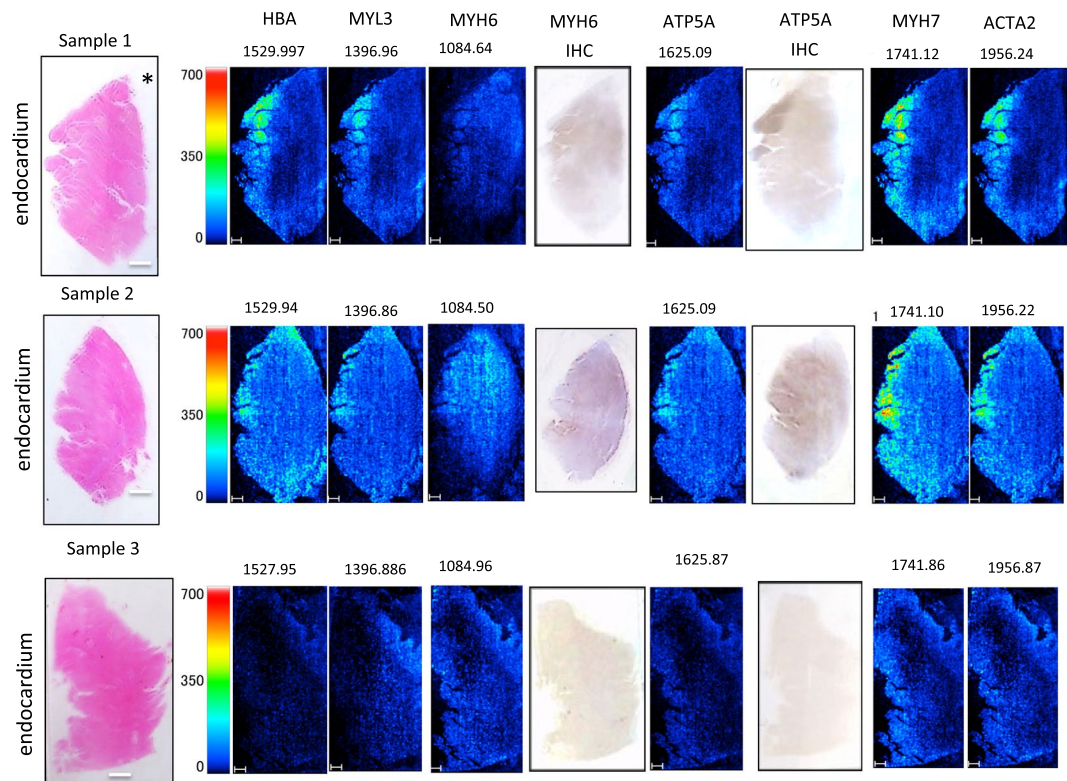 HBA MYL3 MYH6 MYH6 IHC ATP5A ATP5A IHC MYH7 ACTA2
Sample 1
1529.997 1396.96 1084.64 1625.09 1741.12 1956.24
*
endocardium
700
350
0
Sample 2
1529.94 1396.86 1084.50 1625.09 1 1741.10 1956.22
endocardium
700
350
0
Sample 3
1527.95 1396.886 1084.96 1625.87 1741.86 1956.87
endocardium
700
350
0